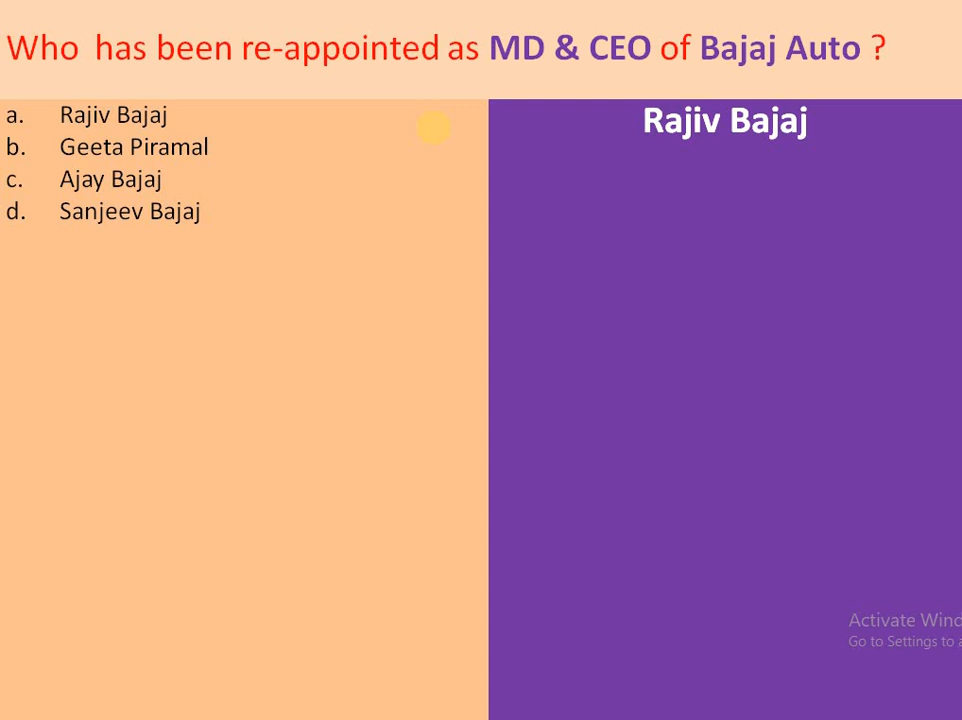 Who has been re-appointed as MD & CEO of Bajaj Auto ?
a. Rajiv Bajaj
b. Geeta Piramal
c. Ajay Bajaj
d. Sanjeev Bajaj
Rajiv Bajaj
Activate Wind
Go to Settings to a